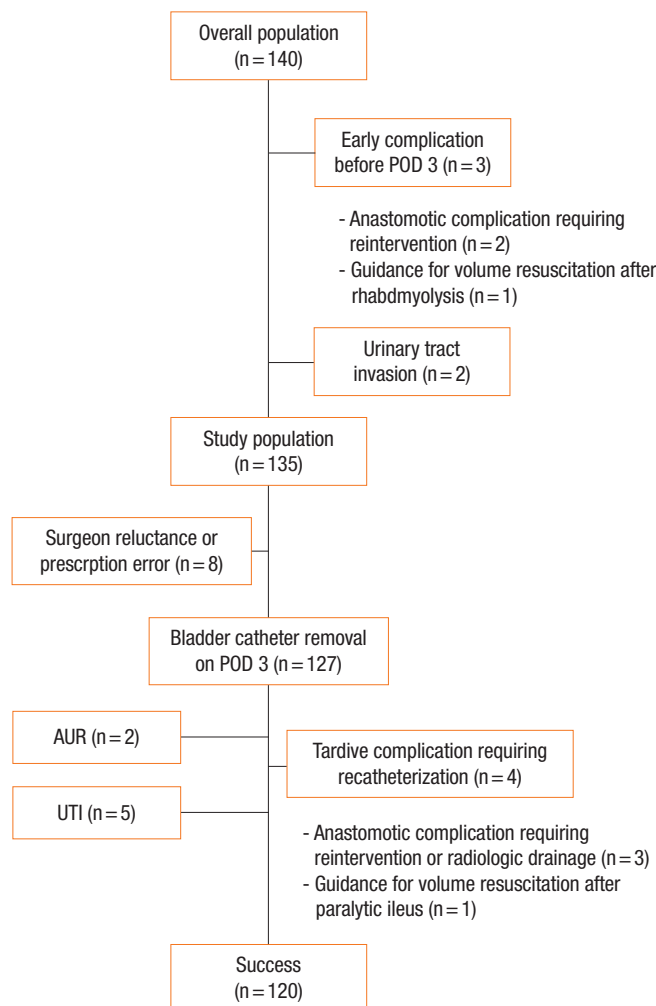 Overall population
(n=140)
Early complication
before POD 3 (n=3)
- Anastomotic complication requiring
reintervention (n=2)
- Guidance for volume resuscitation after
rhabdmyolysis (n=1)
Urinary tract
invasion (n=2)
Study population
(n=135)
Surgeon reluctance or
prescrption error (n=8)
Bladder catheter removal
on POD 3 (n=127)
AUR (n=2)
Tardive complication requiring
recatheterization (n=4)
UTI (n=5)
- Anastomotic complication requiring
reintervention or radiologic drainage (n=3)
- Guidance for volume resuscitation after
paralytic ileus (n=1)
Success
(n=120)